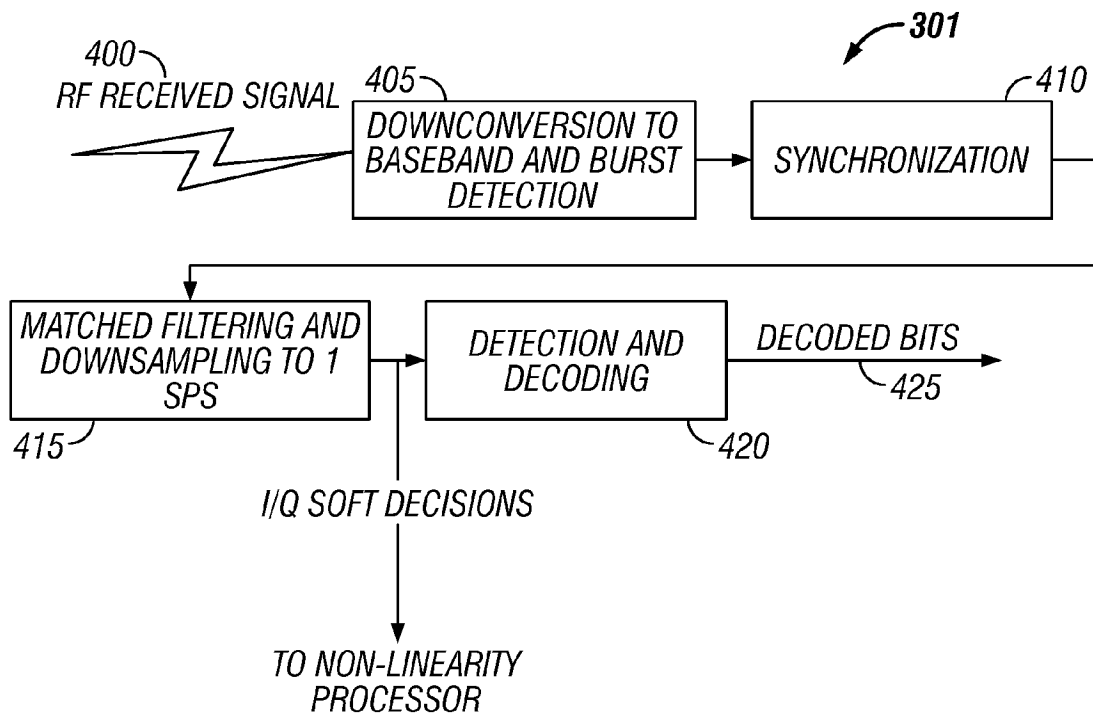 301
400
RF RECEIVED SIGNAL
405
DOWNCONVERSION TO
BASEBAND AND BURST
DETECTION
410
SYNCHRONIZATION
MATCHED FILTERING AND
DOWNSAMPLING TO 1
SPS
415
DETECTION AND
DECODING
420
DECODED BITS
425
I/Q SOFT DECISIONS
TO NON-LINEARITY
PROCESSOR